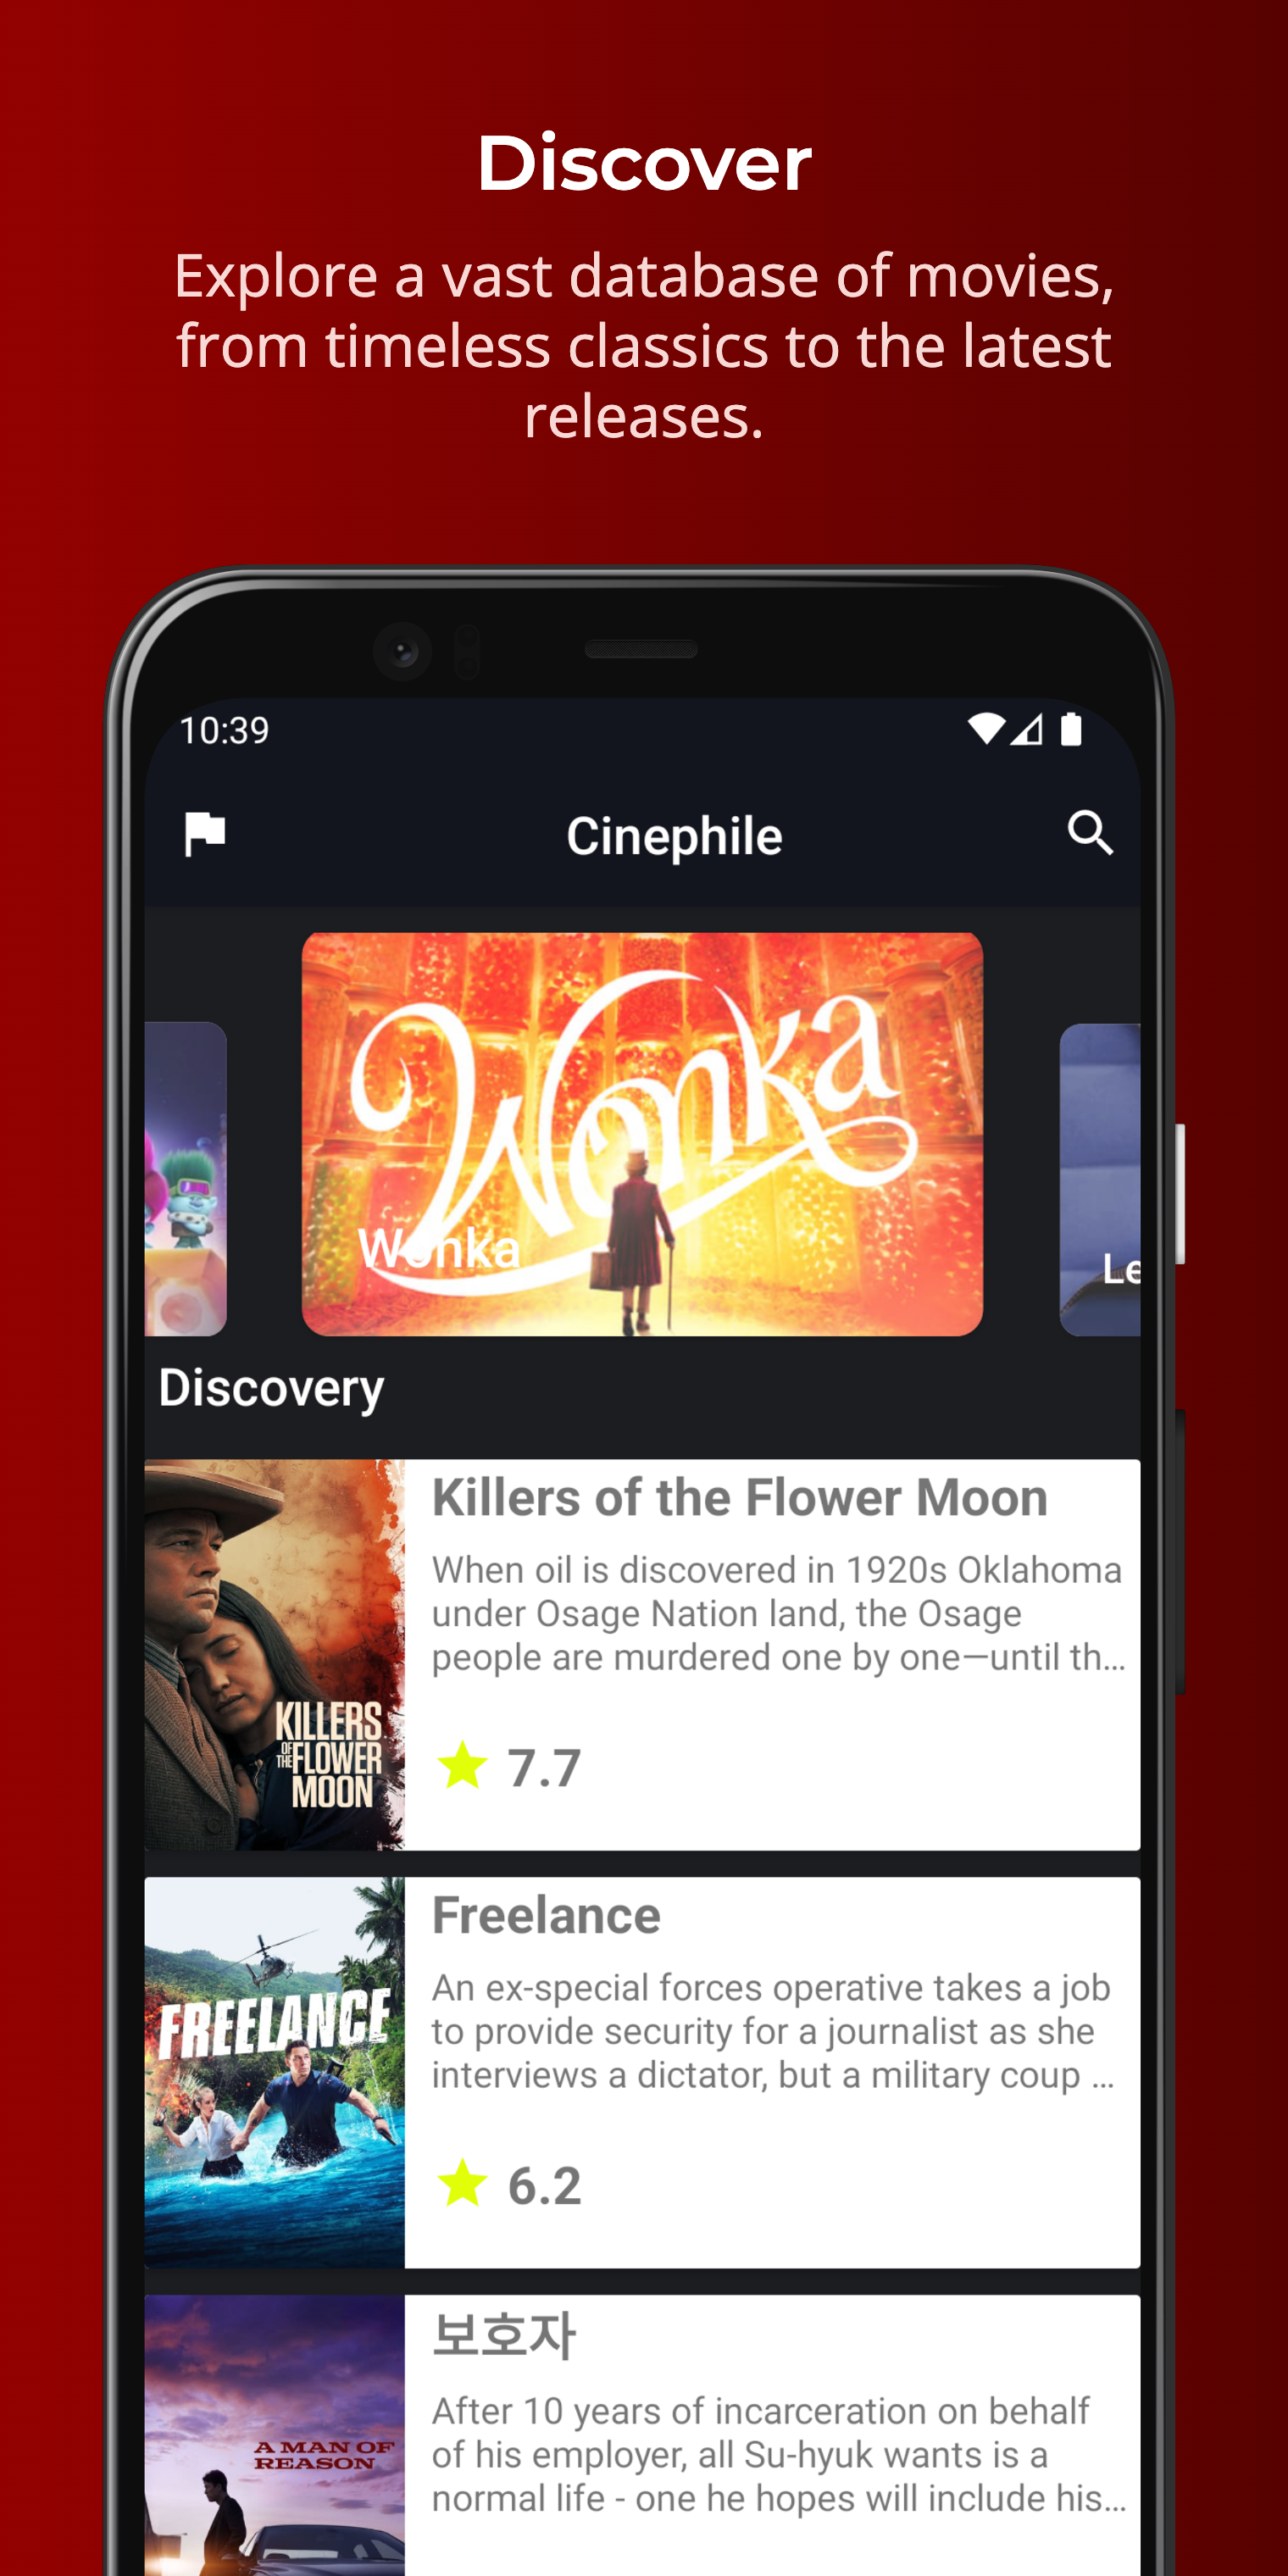 Discover
Explore a vast database of movies,
from timeless classics to the latest
releases.
10:39
Cinephile
Wonka
Wonka
Le
Discovery
Killers of the Flower Moon
When oil is discovered in 1920s Oklahoma
under Osage Nation land, the Osage
people are murdered one by one—until th...
7.7
KILLERS
OF THE FLOWER
MOON
Freelance
An ex-special forces operative takes a job
to provide security for a journalist as she
interviews a dictator, but a military coup ...
6.2
FREELANCE
보호자
After 10 years of incarceration on behalf
of his employer, all Su-hyuk wants is a
normal life - one he hopes will include his...
A MAN OF
REASON